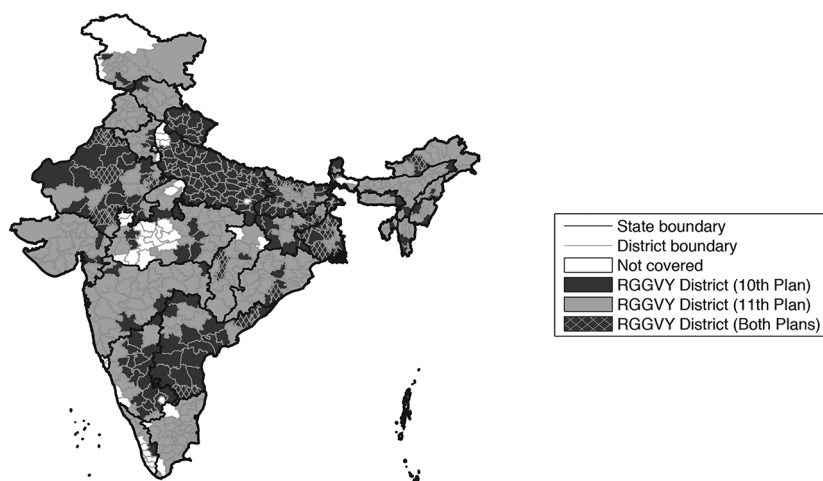 State boundary
District boundary
Not covered
RGGVY District (10th Plan)
RGGVY District (11th Plan)
RGGVY District (Both Plans)